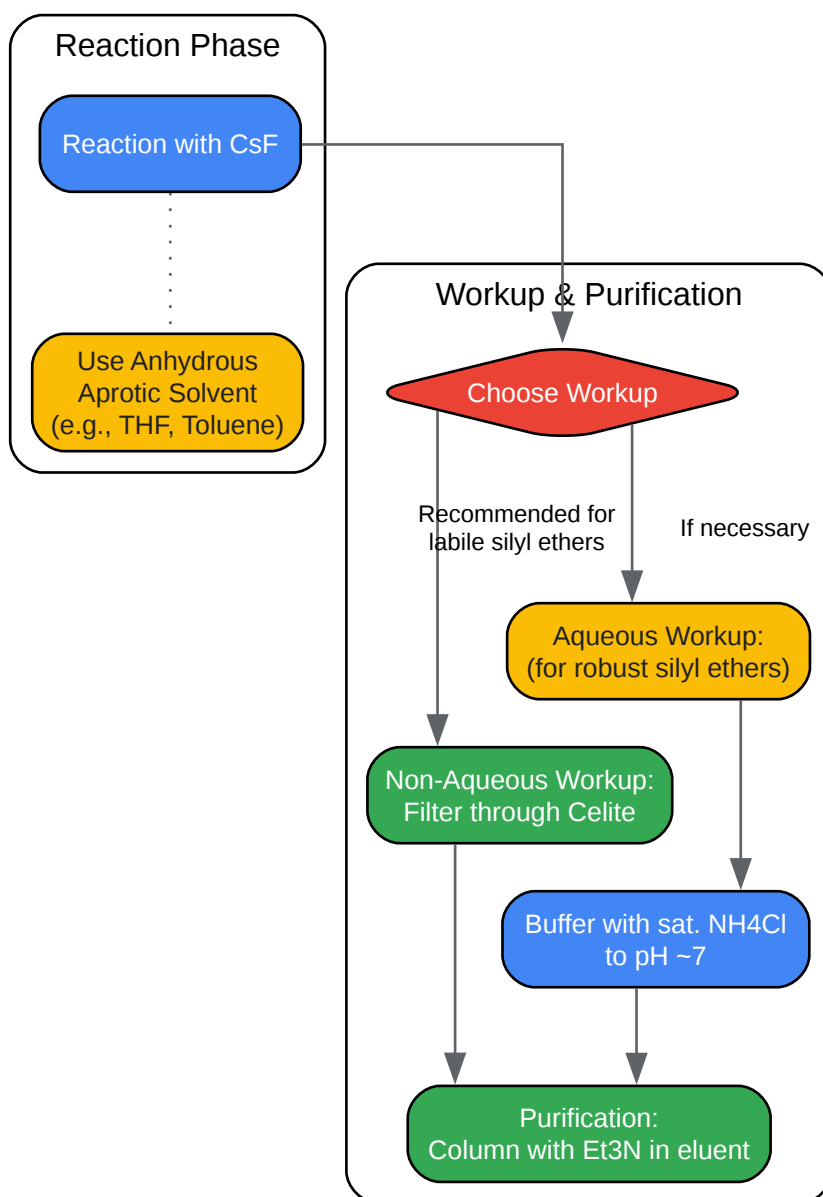 Reaction Phase
Reaction with CsF
Use Anhydrous
Aprotic Solvent
(e.g., THF, Toluene)
Workup & Purification
Choose Workup
Recommended for
labile silyl ethers
If necessary
Aqueous Workup:
(for robust silyl ethers)
Non-Aqueous Workup:
Filter through Celite
Buffer with sat. NH4Cl
to pH ~7
Purification:
Column with Et3N in eluent